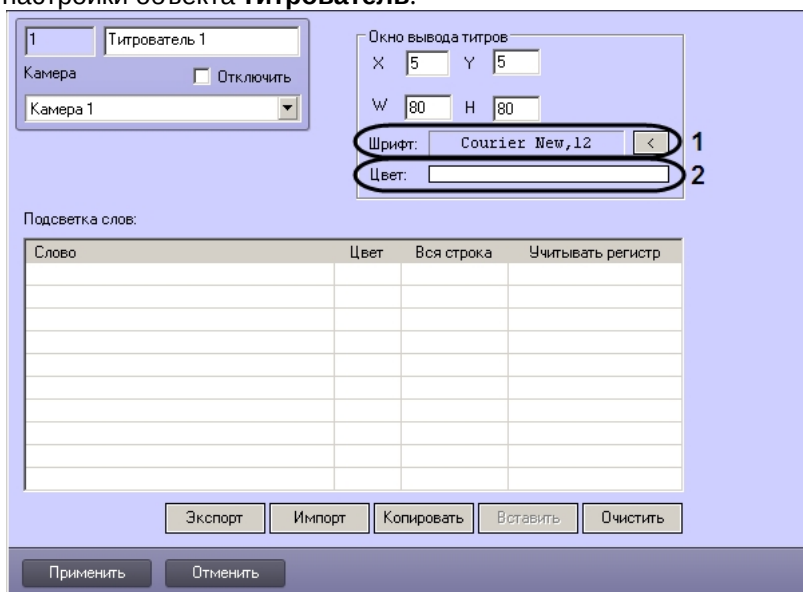 настройки объекта Титрователь.
1 Титрователь 1
Камера Отключить
Камера 1
Окно вывода титров
X 5 Y 5
W 80 H 80
Шрифт: Courier New,12 < 1
Цвет: 2
Подсветка слов:
Слово Цвет Вся строка Учитывать регистр
Экспорт Импорт Копировать Вставить Очистить
Применить Отменить